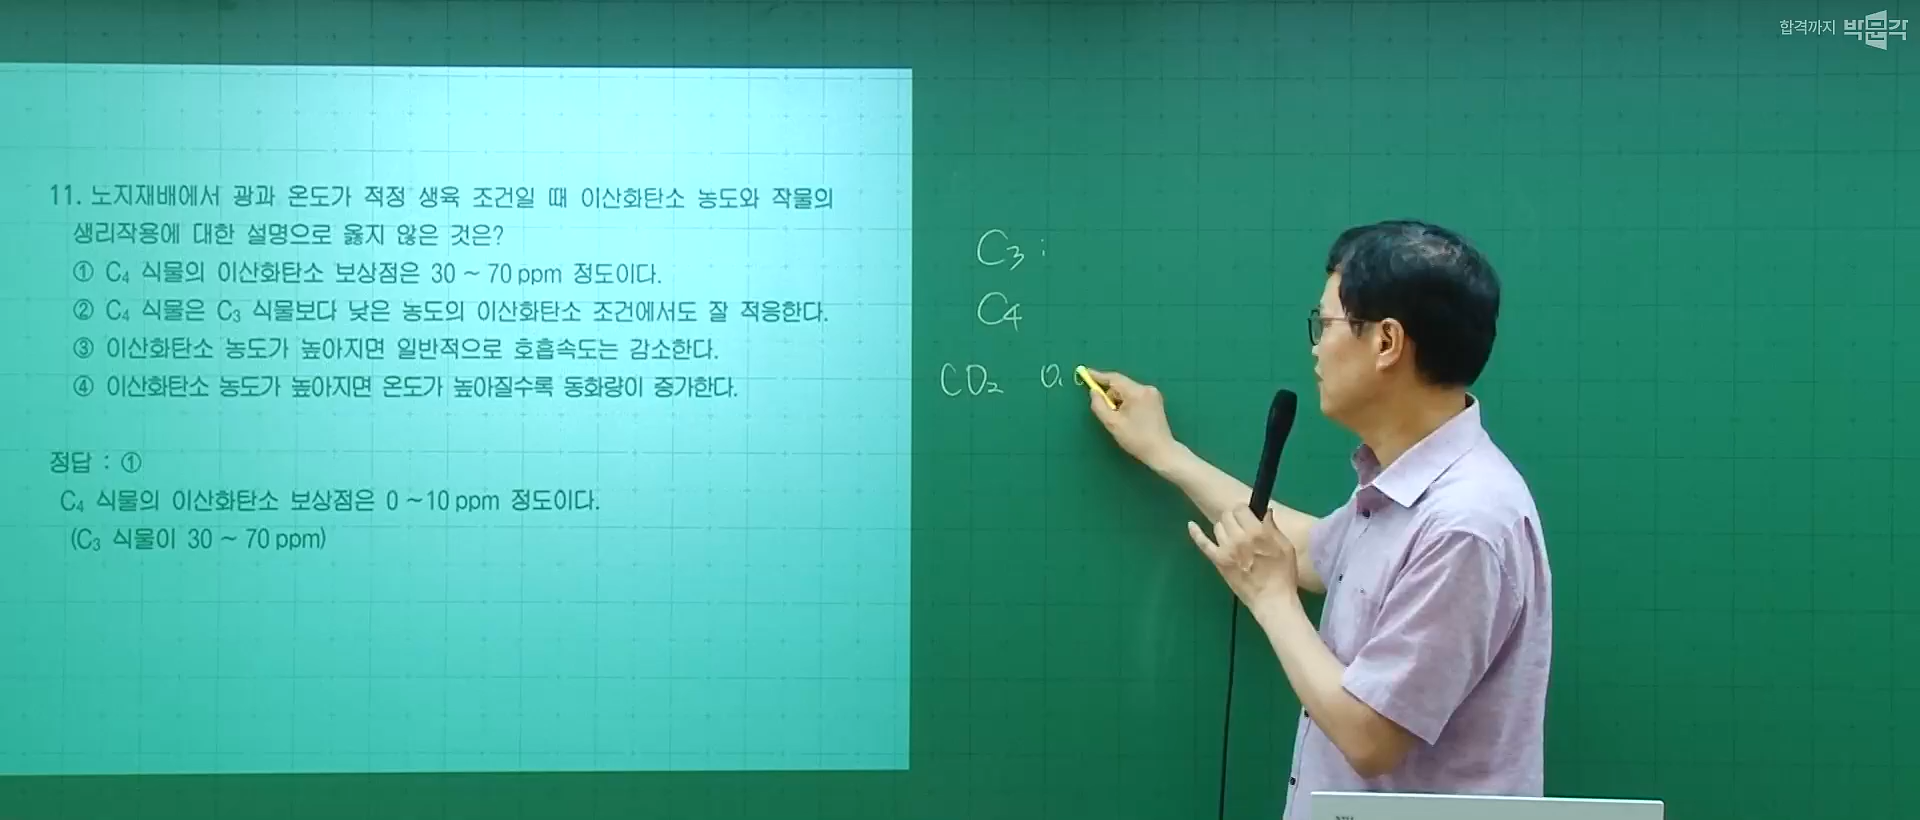 합격까지 박문각
11. 노지재배에서 광과 온도가 적정 생육 조건일 때 이산화탄소 농도와 작물의
생리작용에 대한 설명으로 옳지 않은 것은?
① C₄ 식물의 이산화탄소 보상점은 30 ~ 70 ppm 정도이다.
② C₄ 식물은 C₃ 식물보다 낮은 농도의 이산화탄소 조건에서도 잘 적응한다.
③ 이산화탄소 농도가 높아지면 일반적으로 호흡속도는 감소한다.
④ 이산화탄소 농도가 높아지면 온도가 높아질수록 동화량이 증가한다.
정답 : ①
C₄ 식물의 이산화탄소 보상점은 0 ~10 ppm 정도이다.
(C₃ 식물이 30 ~ 70 ppm)
C₃ :
C₄
CO₂ 0.